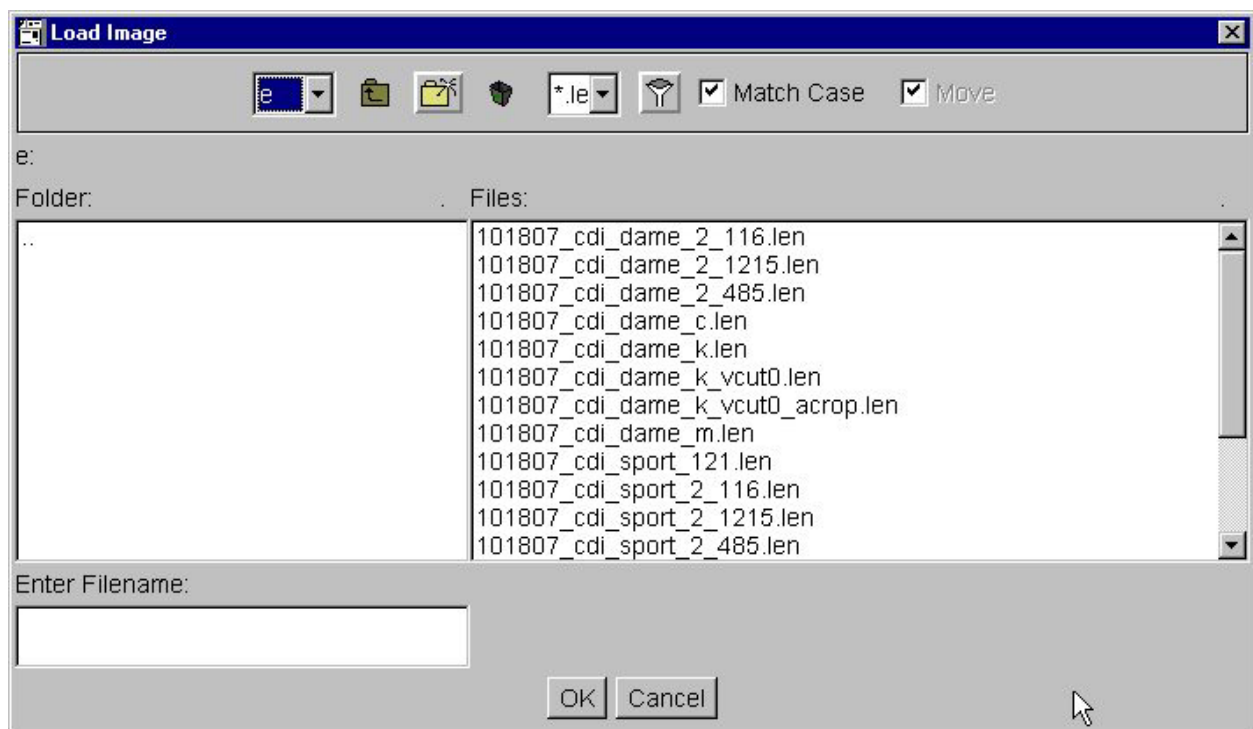 Load Image
e *.le Match Case Move
e:
Folder: . Files: .
..
101807_cdi_dame_2_116.len
101807_cdi_dame_2_1215.len
101807_cdi_dame_2_485.len
101807_cdi_dame_c.len
101807_cdi_dame_k.len
101807_cdi_dame_k_vcut0.len
101807_cdi_dame_k_vcut0_acrop.len
101807_cdi_dame_m.len
101807_cdi_sport_121.len
101807_cdi_sport_2_116.len
101807_cdi_sport_2_1215.len
101807_cdi_sport_2_485.len
Enter Filename:
OK Cancel